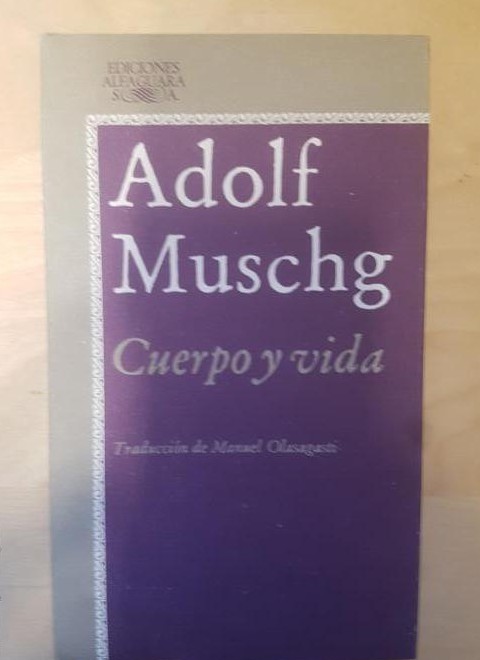 EDICIONES
ALFAGUARA
S. A.
Adolf
Muschg
Cuerpo y vida
Traducción de Manuel Olasagasti